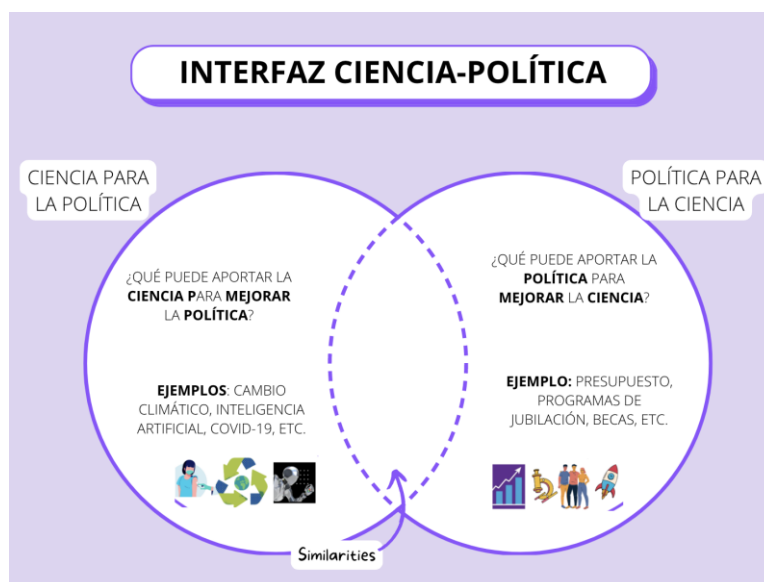 INTERFAZ CIENCIA-POLÍTICA
CIENCIA PARA
LA POLÍTICA
POLÍTICA PARA
LA CIENCIA
¿QUÉ PUEDE APORTAR LA
CIENCIA PARA MEJORAR
LA POLÍTICA?
EJEMPLOS: CAMBIO
CLIMÁTICO, INTELIGENCIA
ARTIFICIAL, COVID-19, ETC.
¿QUÉ PUEDE APORTAR LA
POLÍTICA PARA
MEJORAR LA CIENCIA?
EJEMPLO: PRESUPUESTO,
PROGRAMAS DE
JUBILACIÓN, BECAS, ETC.
Similarities